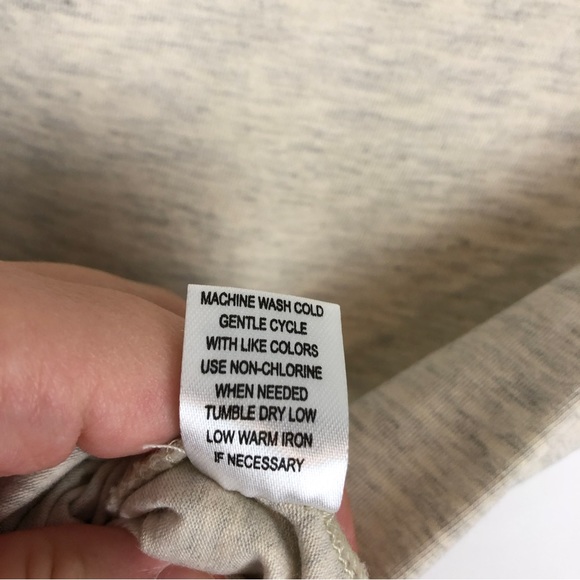 MACHINE WASH COLD
GENTLE CYCLE
WITH LIKE COLORS
USE NON-CHLORINE
WHEN NEEDED
TUMBLE DRY LOW
LOW WARM IRON
IF NECESSARY